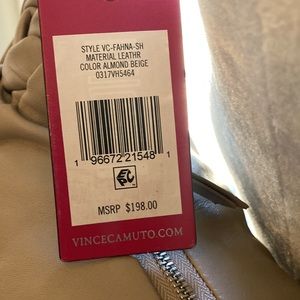 STYLE VC-FAHNA-SH
MATERIAL LEATHR
COLOR ALMOND BEIGE
0317VH5464
1 96672 21548 1
MSRP $198.00
VINCECAMUTO.COM